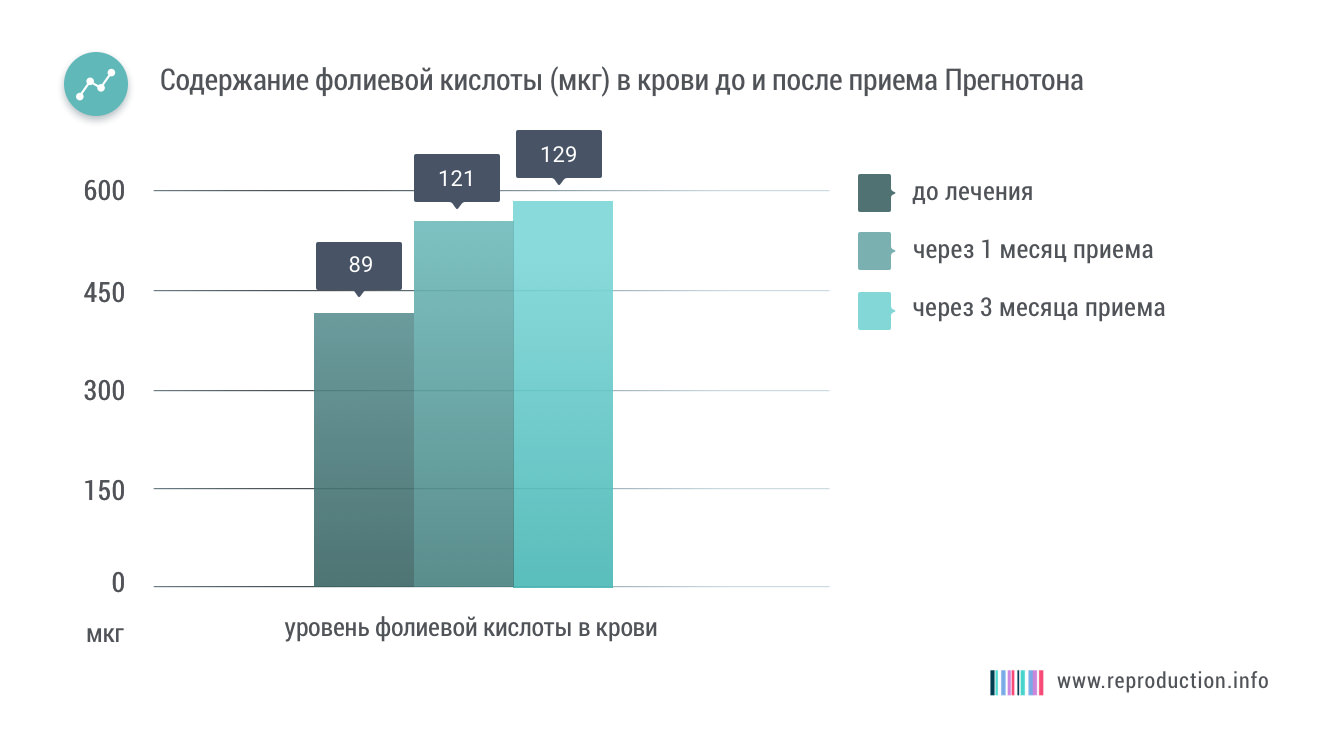 Содержание фолиевой кислоты (мкг) в крови до и после приема Прегнотона
129
121
89
600
450
300
150
0
мкг
уровень фолиевой кислоты в крови
до лечения
через 1 месяц приема
через 3 месяца приема
www.reproduction.info